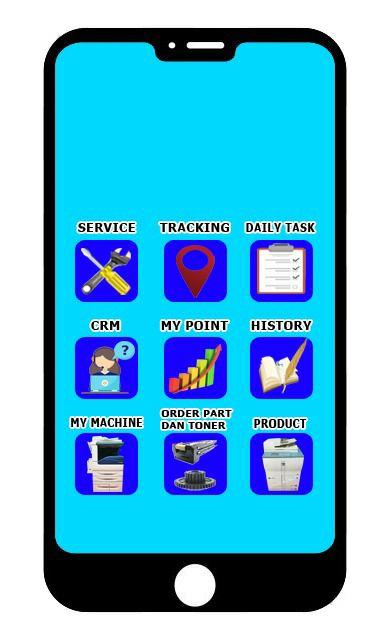 SERVICE
TRACKING
DAILY TASK
?
CRM
MY POINT
HISTORY
MY MACHINE
ORDER PART
DAN TONER
PRODUCT